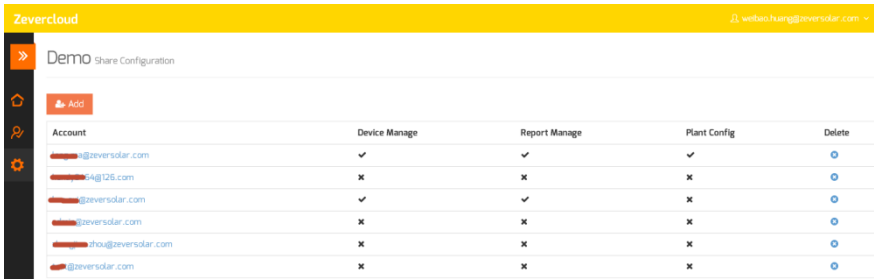 Zevercloud weibao.huang@zeversolar.com
Demo Share Configuration
Add
Account Device Manage Report Manage Plant Config Delete
a@zeversolar.com
64@126.com
@zeversolar.com
@zeversolar.com
zhou@zeversolar.com
@zeversolar.com